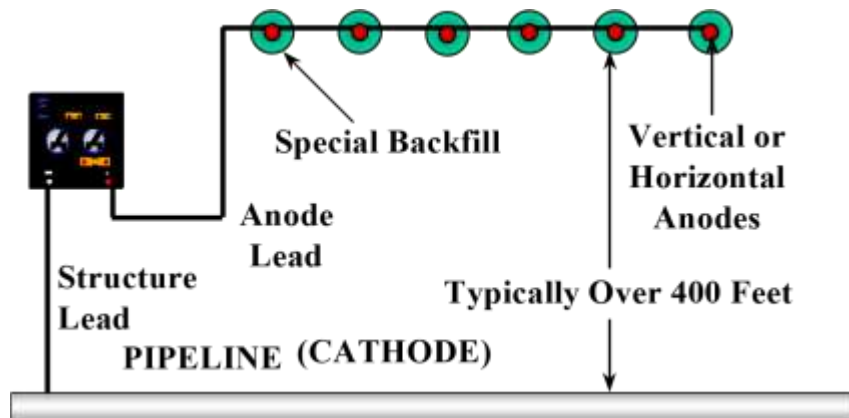 Special Backfill
Vertical or
Horizontal
Anodes
Anode
Lead
Structure
Lead
Typically Over 400 Feet
PIPELINE (CATHODE)